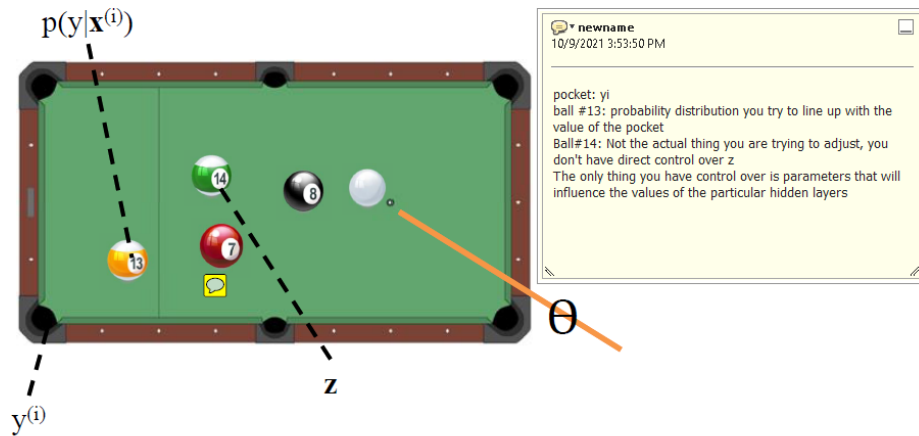 p(y|x⁽ⁱ⁾)
14
8
7
13
θ
z
y⁽ⁱ⁾
newname
10/9/2021 3:53:50 PM
pocket: yi
ball #13: probability distribution you try to line up with the
value of the pocket
Ball#14: Not the actual thing you are trying to adjust, you
don't have direct control over z
The only thing you have control over is parameters that will
influence the values of the particular hidden layers